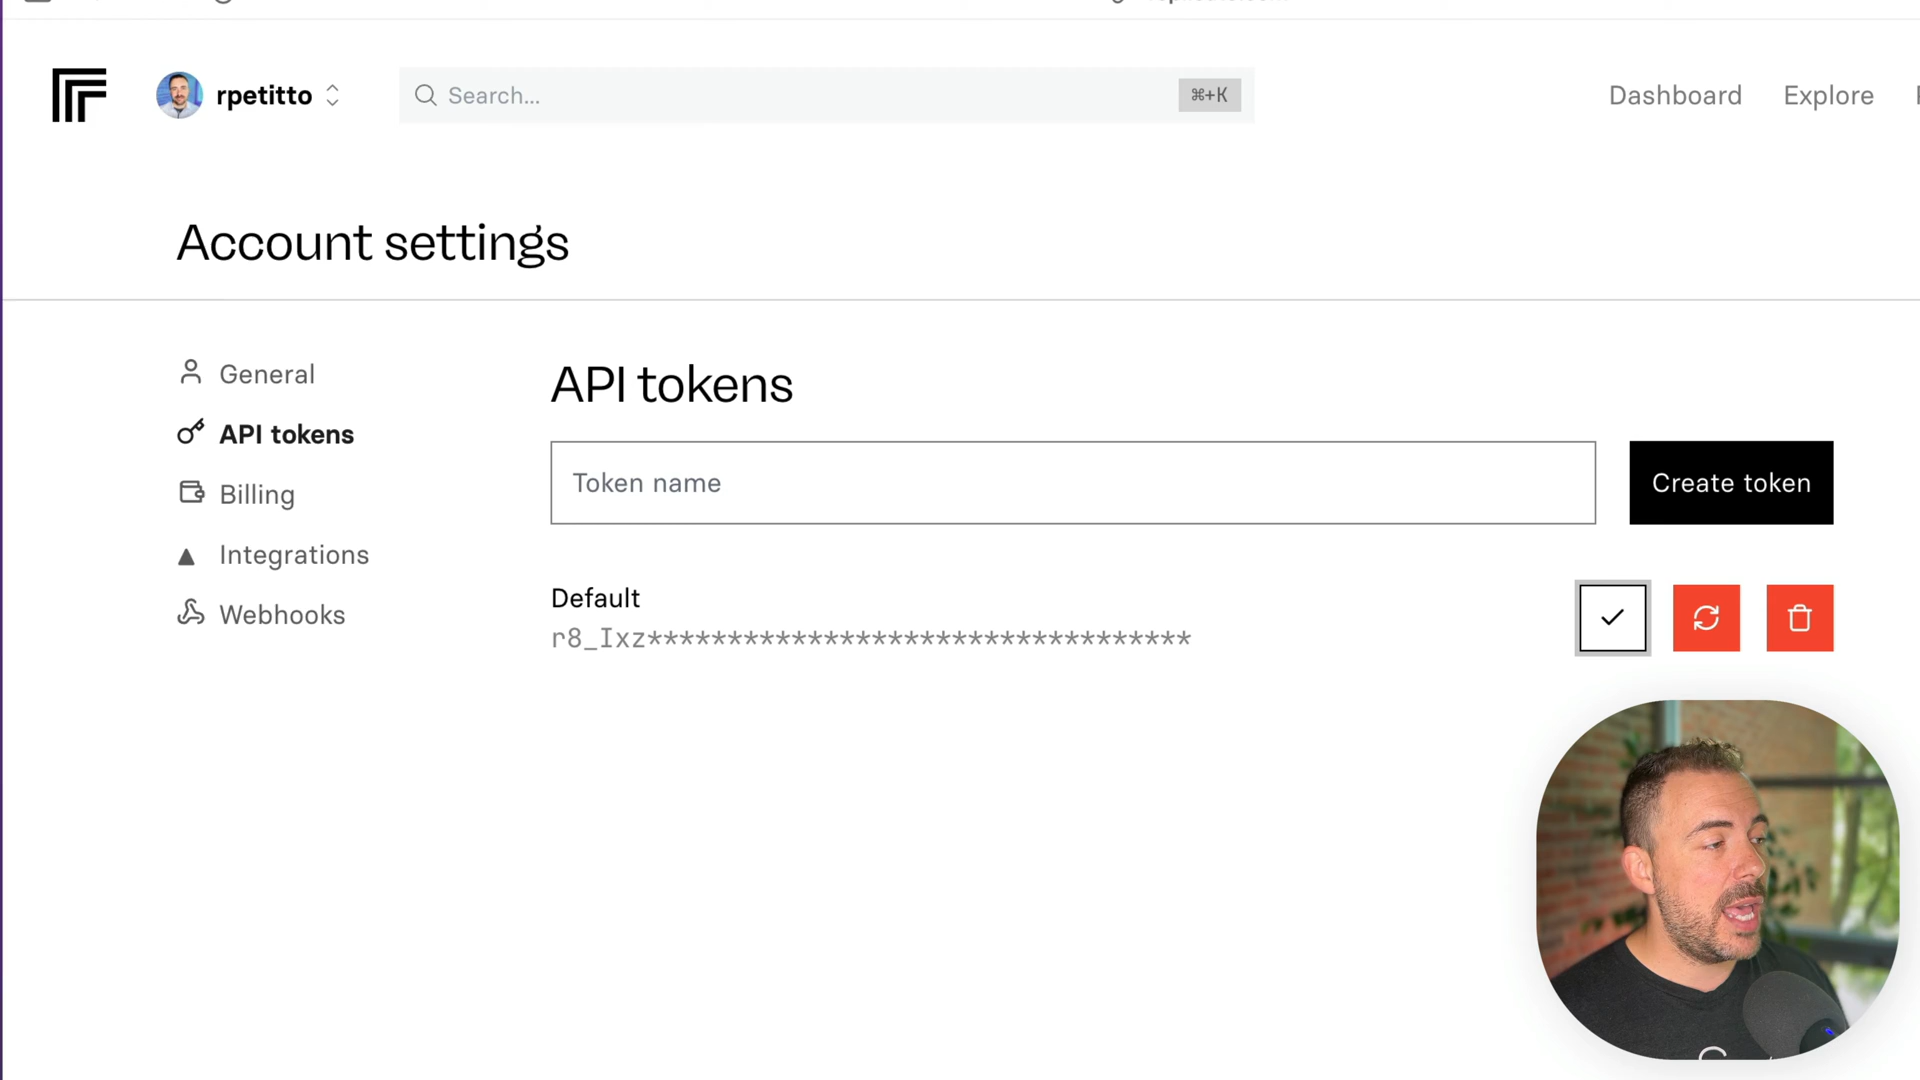 rpetitto
Search...
⌘+K
Dashboard
Explore
Account settings
General
API tokens
Billing
Integrations
Webhooks
API tokens
Token name
Create token
Default
r8_Ixz**********************************